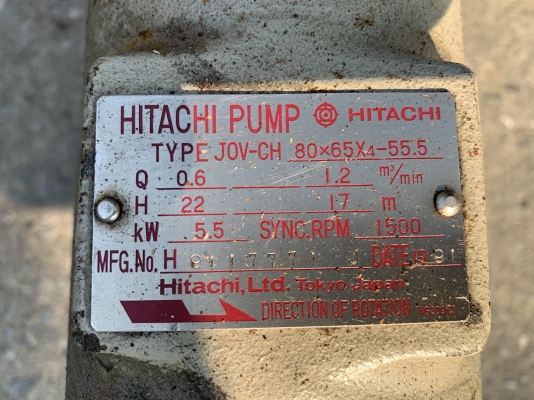 HITACHI PUMP HITACHI
TYPE JOV-CH 80×65X4-55.5
Q 0.6 1.2 m³/min
H 22 17 m
kW 5.5 SYNC.RPM 1500
MFG.No. H DATE 1991
Hitachi,Ltd. Tokyo Japan
DIRECTION OF ROTATION